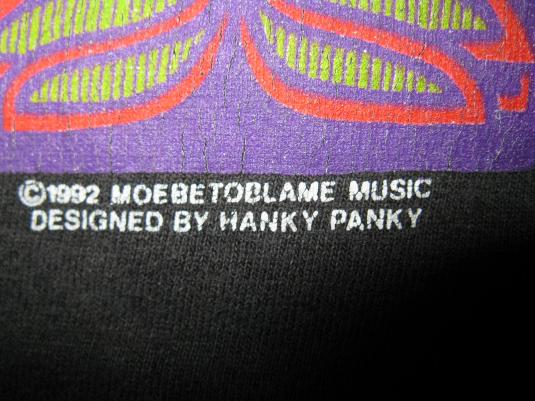 ©1992 MOEBETOBLAME MUSIC
DESIGNED BY HANKY PANKY